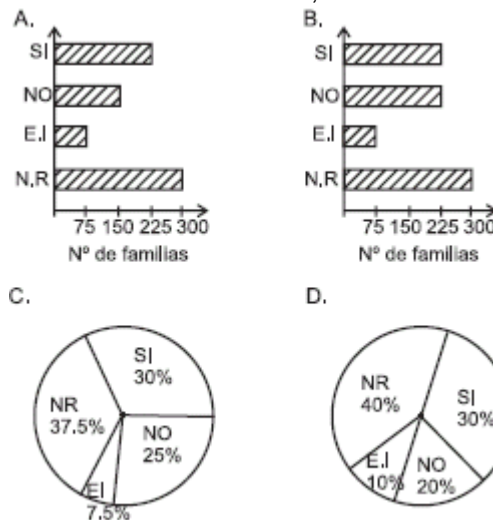 A.
SI
NO
E.I
N.R
75 150 225 300
Nº de familias
B.
SI
NO
E.I
N.R
75 150 225 300
Nº de familias
C.
SI
30%
NR
37.5%
NO
25%
EI
7.5%
D.
NR
40%
SI
30%
E.I
10%
NO
20%